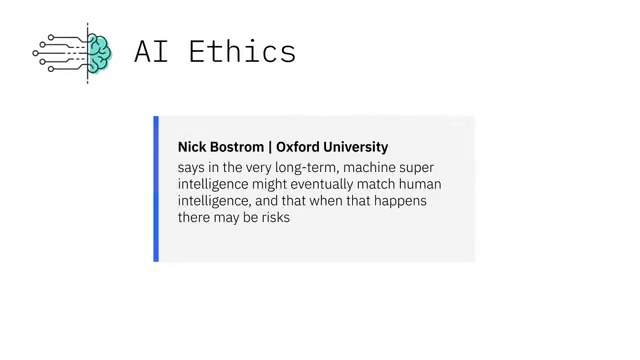 AI Ethics
Nick Bostrom | Oxford University
says in the very long-term, machine super
intelligence might eventually match human
intelligence, and that when that happens
there may be risks